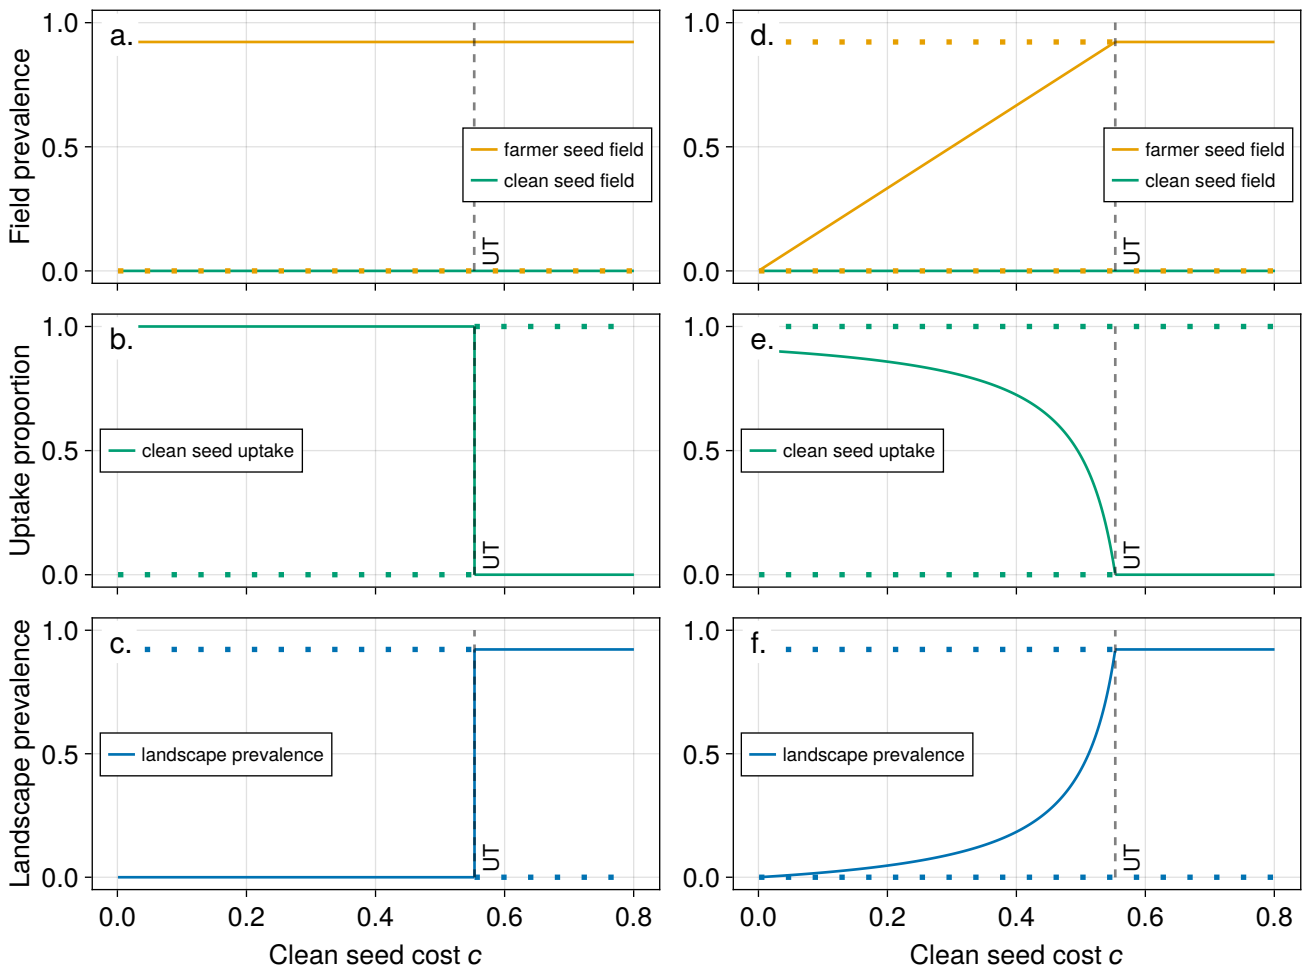 1.0
0.5
0.0
Field prevalence
a.
farmer seed field
clean seed field
UT
d.
farmer seed field
clean seed field
UT
1.0
0.5
0.0
1.0
0.5
0.0
Uptake proportion
b.
clean seed uptake
UT
1.0
0.5
0.0
e.
clean seed uptake
UT
1.0
0.5
0.0
Landscape prevalence
c.
landscape prevalence
UT
1.0
0.5
0.0
f.
landscape prevalence
UT
0.0 0.2 0.4 0.6 0.8
Clean seed cost c
0.0 0.2 0.4 0.6 0.8
Clean seed cost c